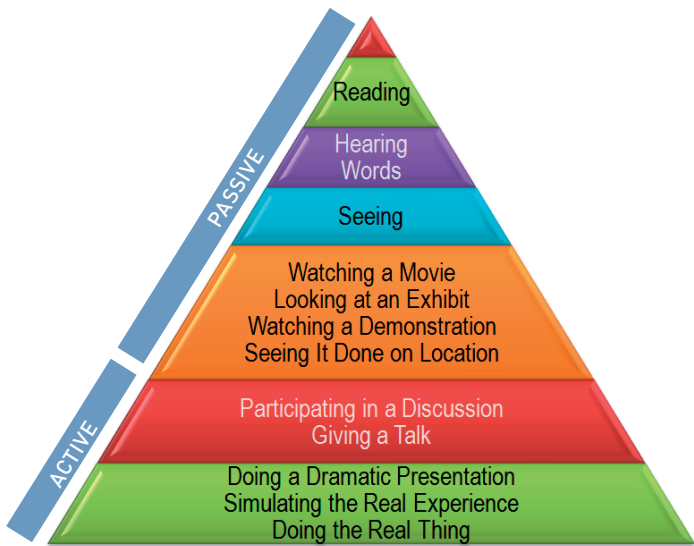 Reading
Hearing
Words
PASSIVE
Seeing
Watching a Movie
Looking at an Exhibit
Watching a Demonstration
Seeing It Done on Location
Participating in a Discussion
Giving a Talk
ACTIVE
Doing a Dramatic Presentation
Simulating the Real Experience
Doing the Real Thing